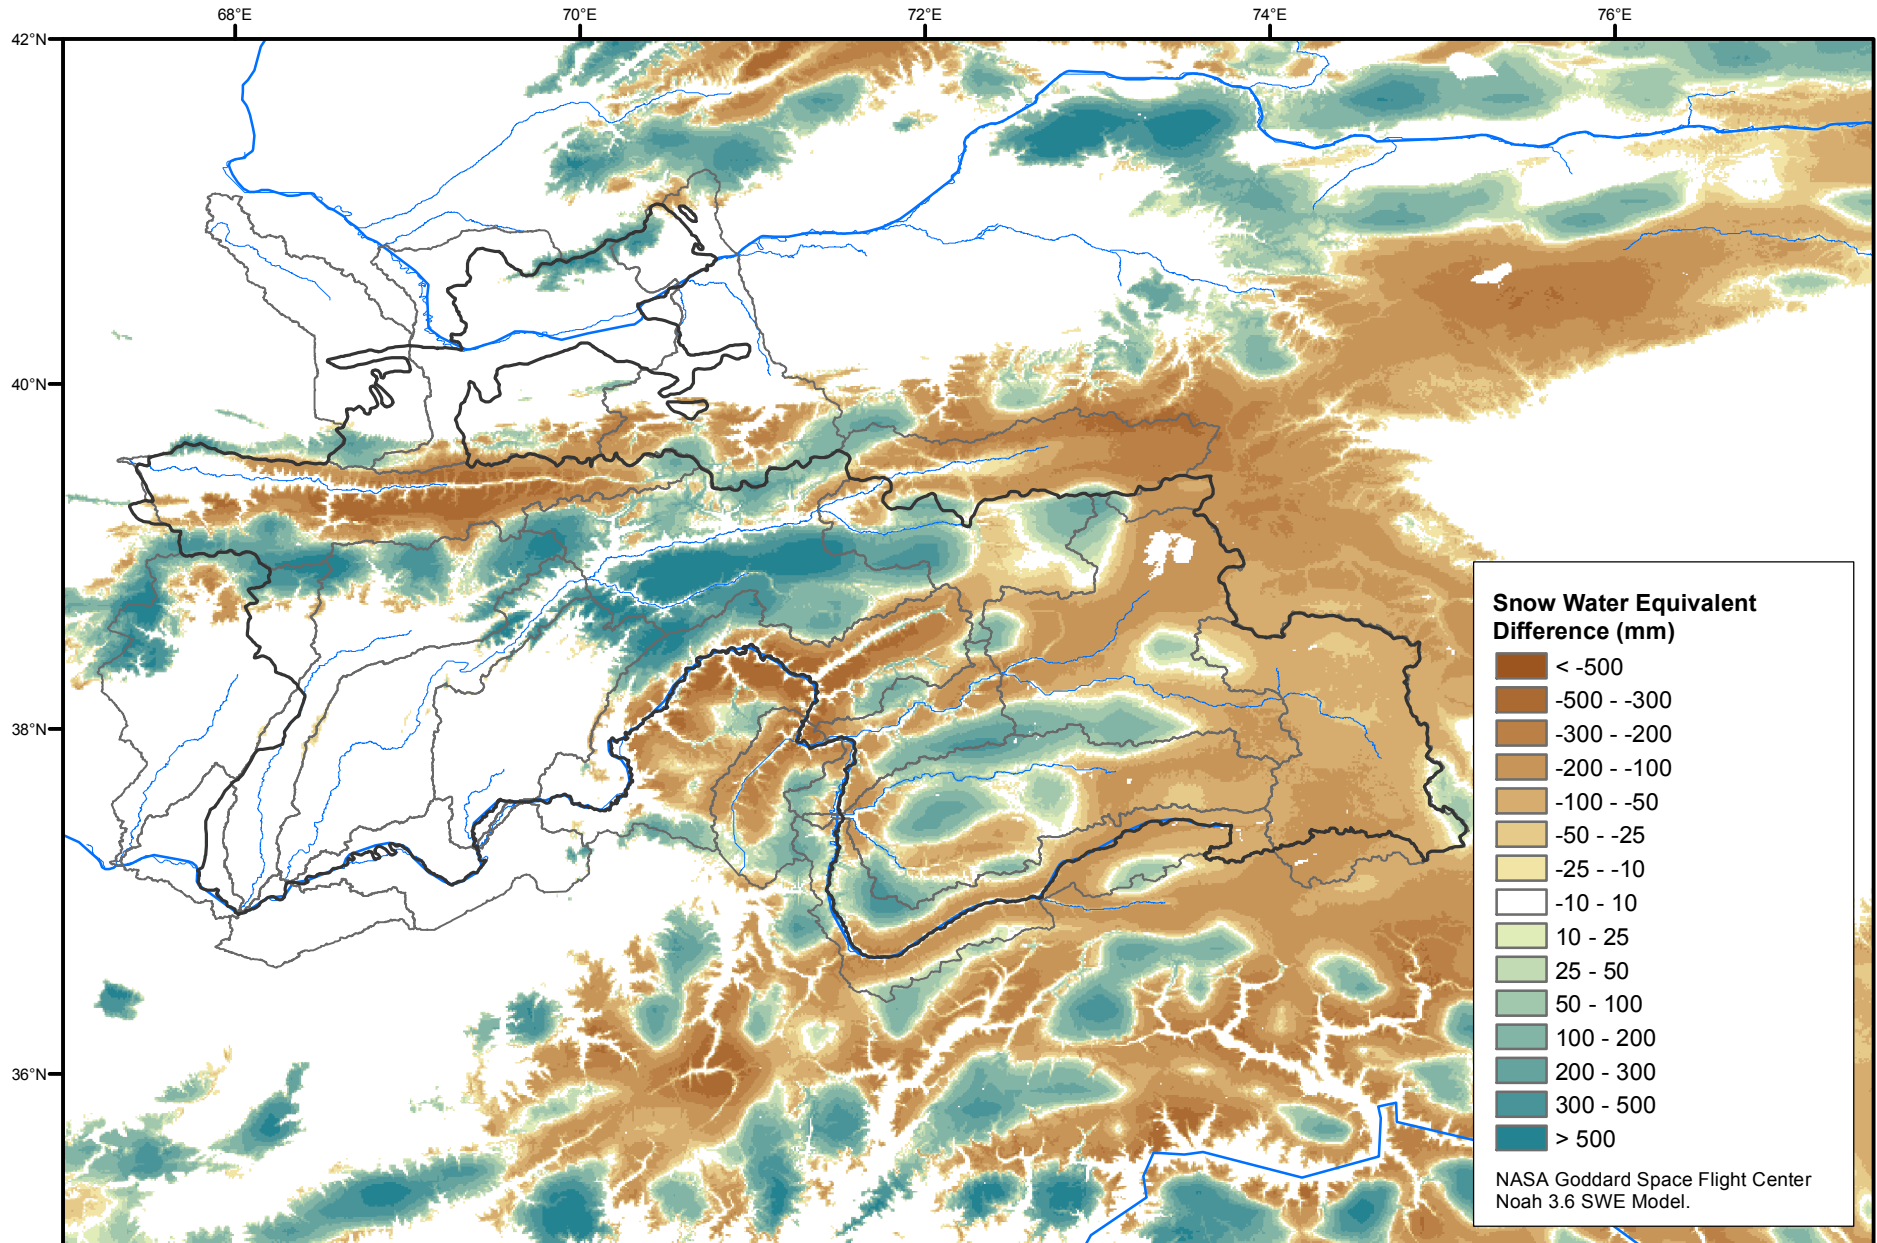 68°E 70°E 72°E 74°E 76°E
42°N
40°N
38°N
36°N
Snow Water Equivalent
Difference (mm)
< -500
-500 - -300
-300 - -200
-200 - -100
-100 - -50
-50 - -25
-25 - -10
-10 - 10
10 - 25
25 - 50
50 - 100
100 - 200
200 - 300
300 - 500
> 500
NASA Goddard Space Flight Center
Noah 3.6 SWE Model.